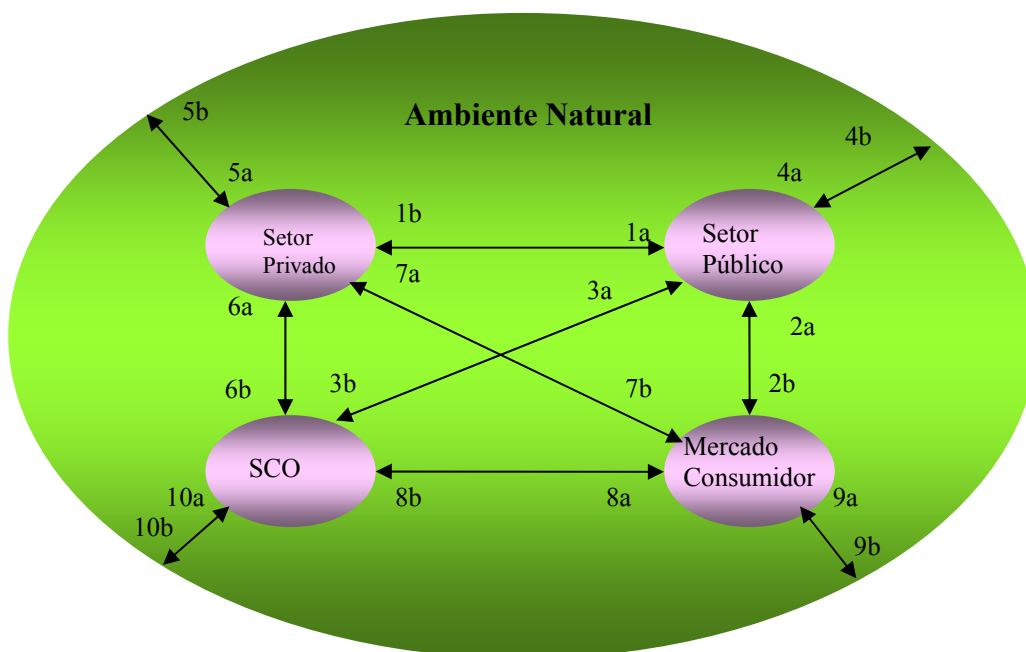 5b
Ambiente Natural
4b
5a
4a
1b
1a
Setor
Privado
Setor
Público
7a
3a
6a
2a
6b
3b
7b
2b
SCO
Mercado
Consumidor
10a
8b
8a
9a
10b
9b